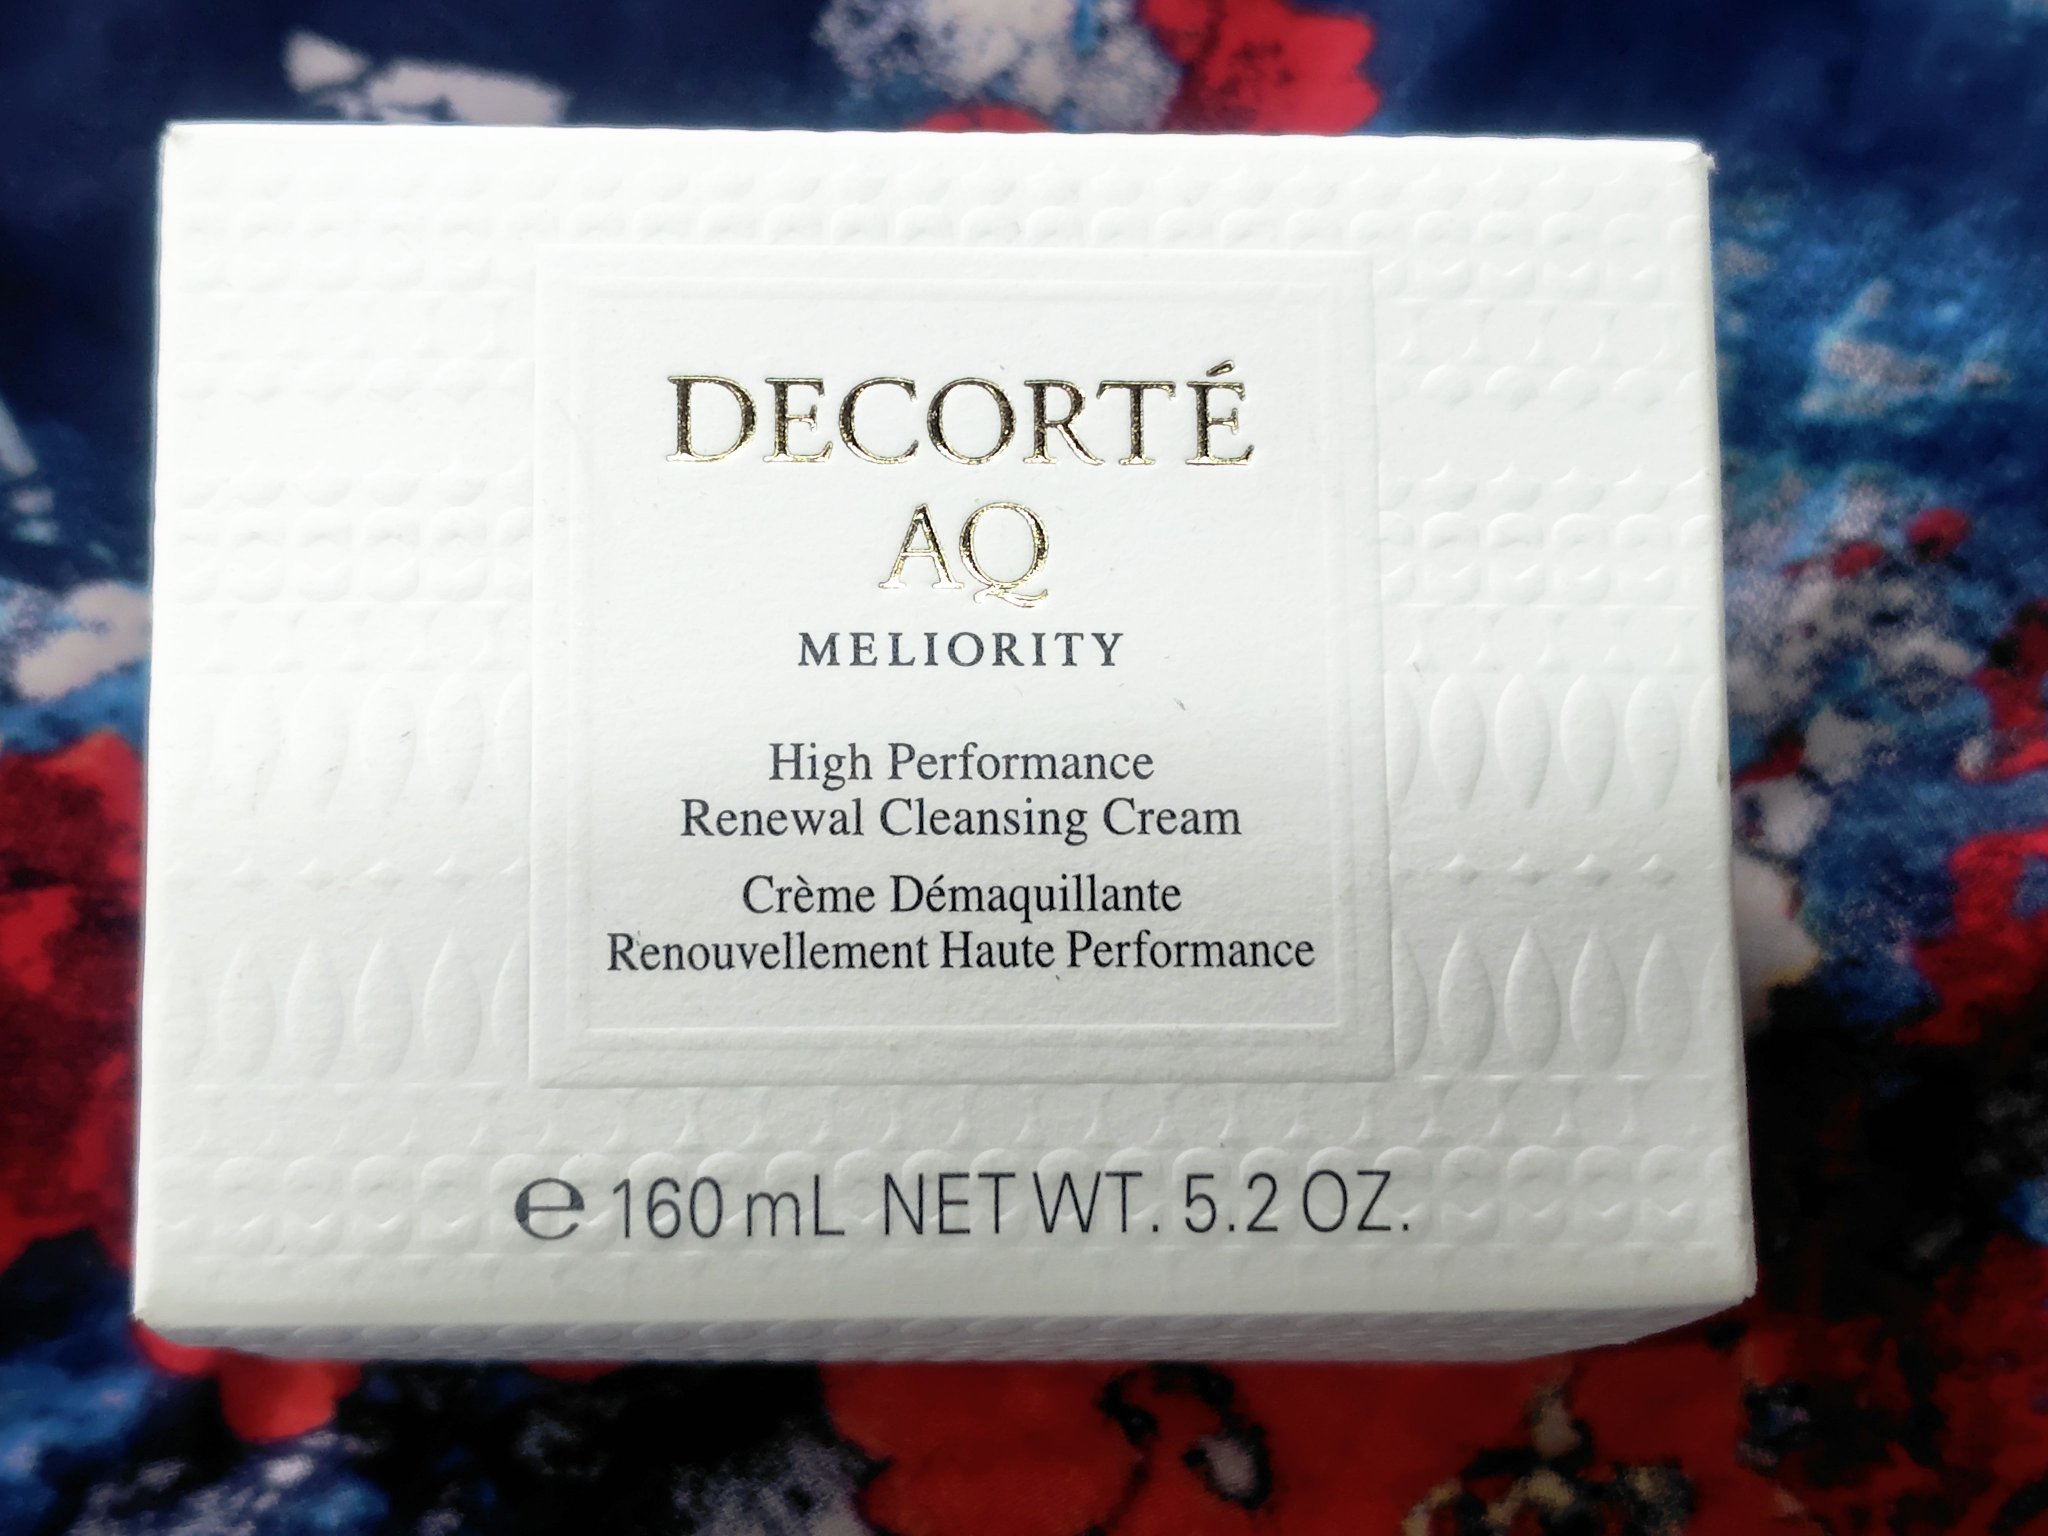 DECORTÉ
AQ
MELIORITY
High Performance
Renewal Cleansing Cream
Crème Démaquillante
Renouvellement Haute Performance
℮ 160 mL NET WT. 5.2 OZ.